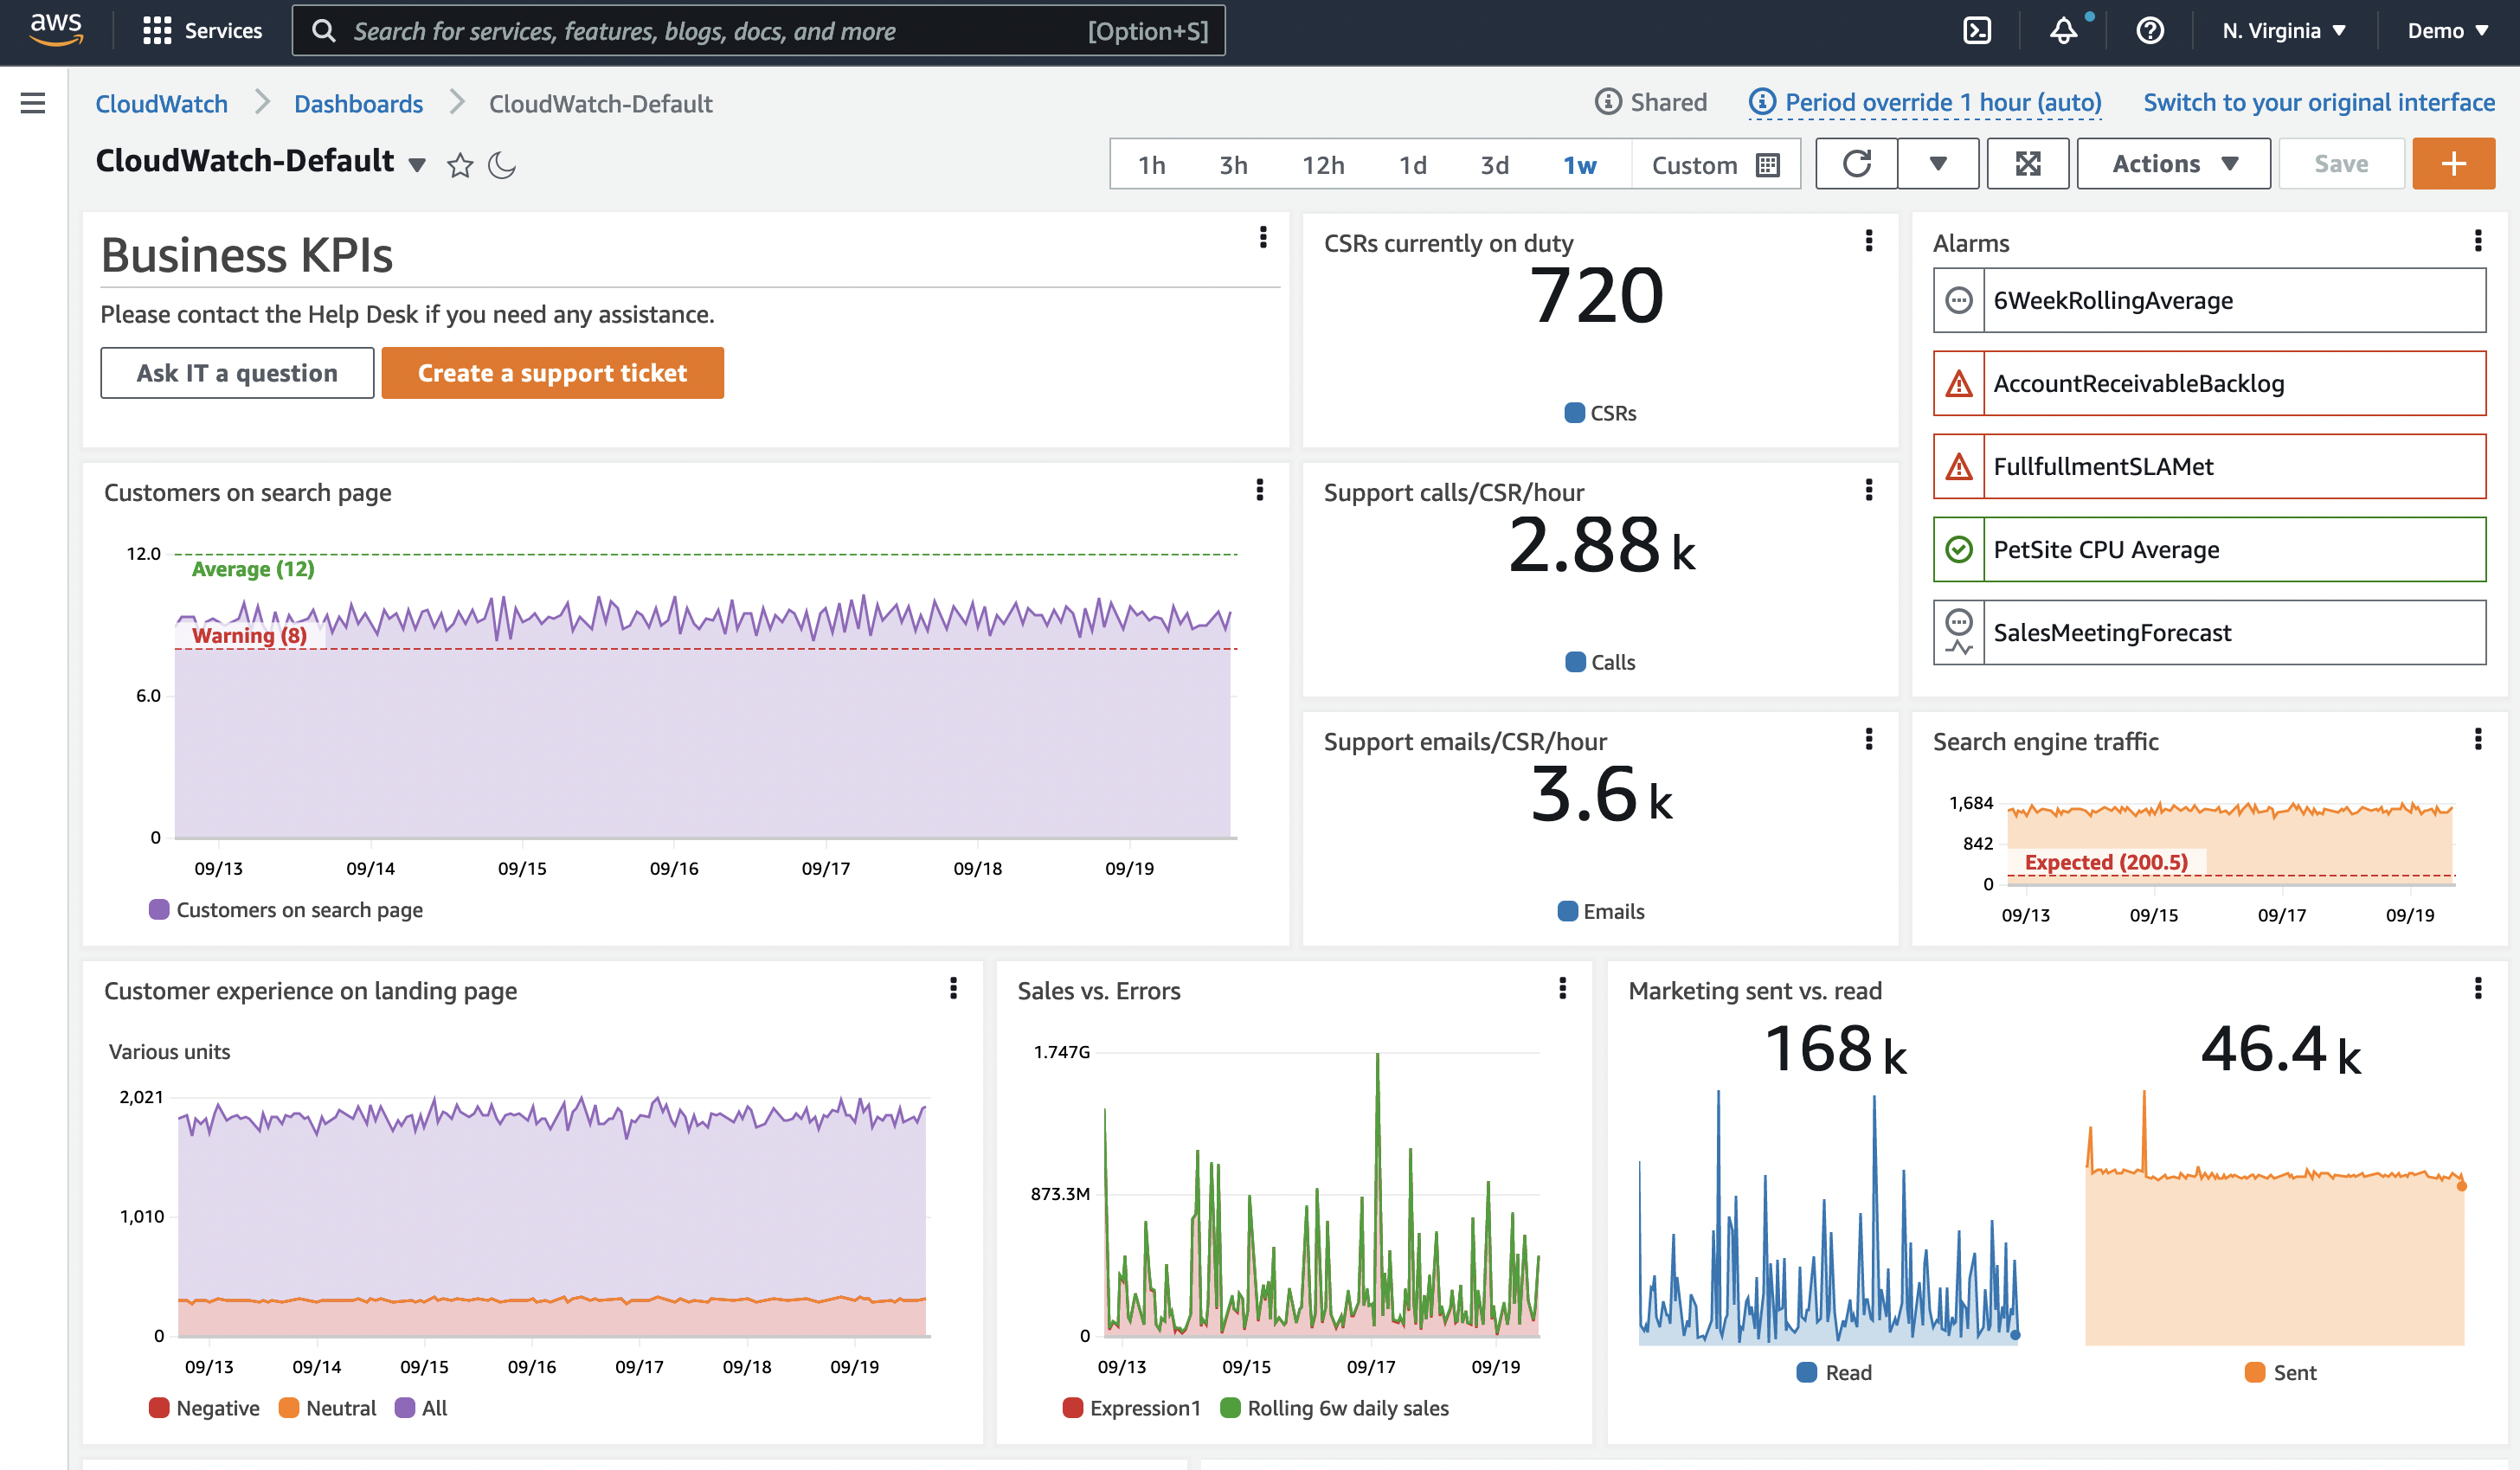 aws
Services
Search for services, features, blogs, docs, and more
[Option+S]
N. Virginia
Demo
CloudWatch
Dashboards
CloudWatch-Default
Shared
Period override 1 hour (auto)
Switch to your original interface
CloudWatch-Default
1h
3h
12h
1d
3d
1w
Custom
Actions
Save
Business KPIs
Please contact the Help Desk if you need any assistance.
Ask IT a question
Create a support ticket
CSRs currently on duty
720
CSRs
Alarms
6WeekRollingAverage
AccountReceivableBacklog
FullfullmentSLAMet
PetSite CPU Average
SalesMeetingForecast
Customers on search page
12.0
Average (12)
Warning (8)
6.0
0
09/13
09/14
09/15
09/16
09/17
09/18
09/19
Customers on search page
Support calls/CSR/hour
2.88 k
Calls
Support emails/CSR/hour
3.6 k
Emails
Search engine traffic
1,684
842
Expected (200.5)
0
09/13
09/15
09/17
09/19
Customer experience on landing page
Various units
2,021
1,010
0
09/13
09/14
09/15
09/16
09/17
09/18
09/19
Negative
Neutral
All
Sales vs. Errors
1.747G
873.3M
0
09/13
09/15
09/17
09/19
Expression1
Rolling 6w daily sales
Marketing sent vs. read
168 k
46.4 k
Read
Sent